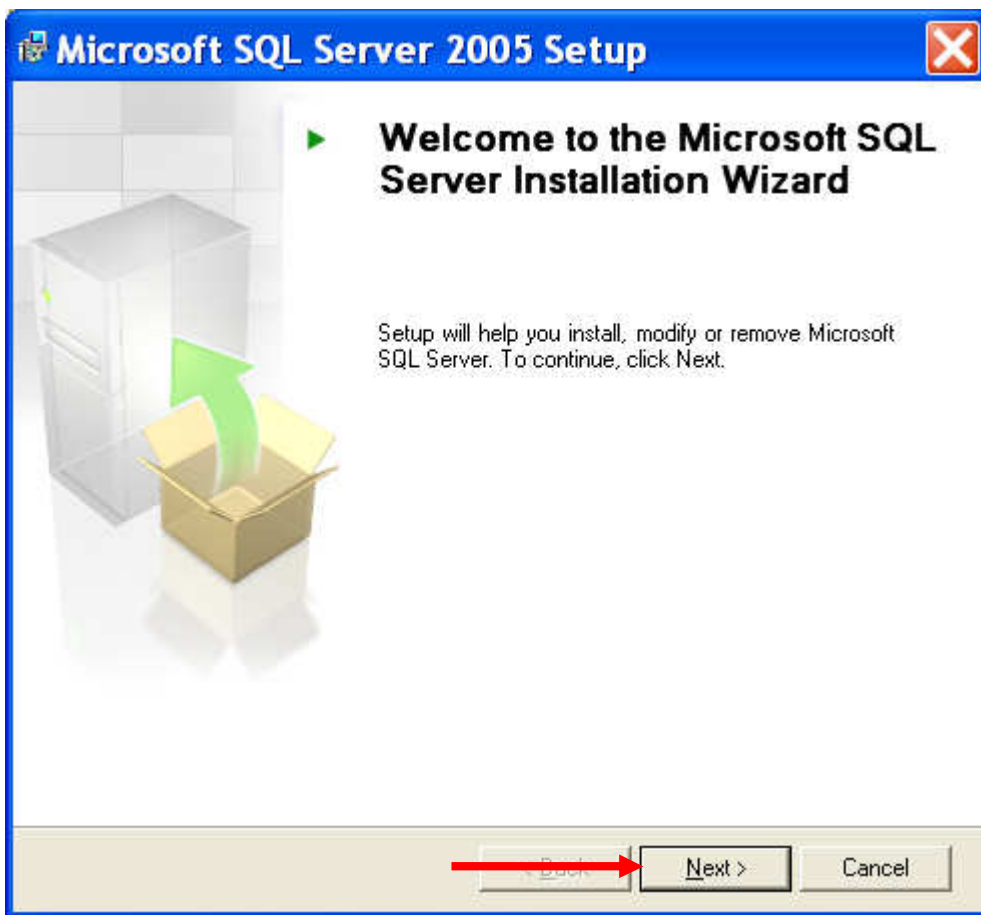 Microsoft SQL Server 2005 Setup
Welcome to the Microsoft SQL
Server Installation Wizard
Setup will help you install, modify or remove Microsoft
SQL Server. To continue, click Next.
< Back Next > Cancel